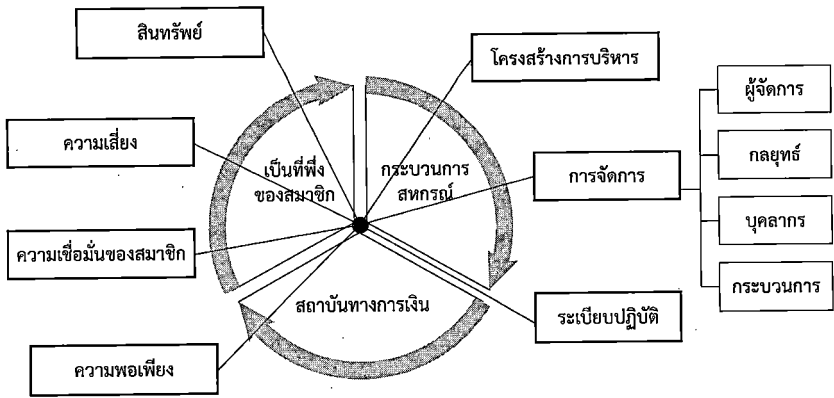 สินทรัพย์
โครงสร้างการบริหาร
ผู้จัดการ
ความเสี่ยง
เป็นที่พึ่ง
ของสมาชิก
กระบวนการ
สหกรณ์
การจัดการ
กลยุทธ์
บุคลากร
ความเชื่อมั่นของสมาชิก
กระบวนการ
สถาบันทางการเงิน
ระเบียบปฏิบัติ
ความพอเพียง